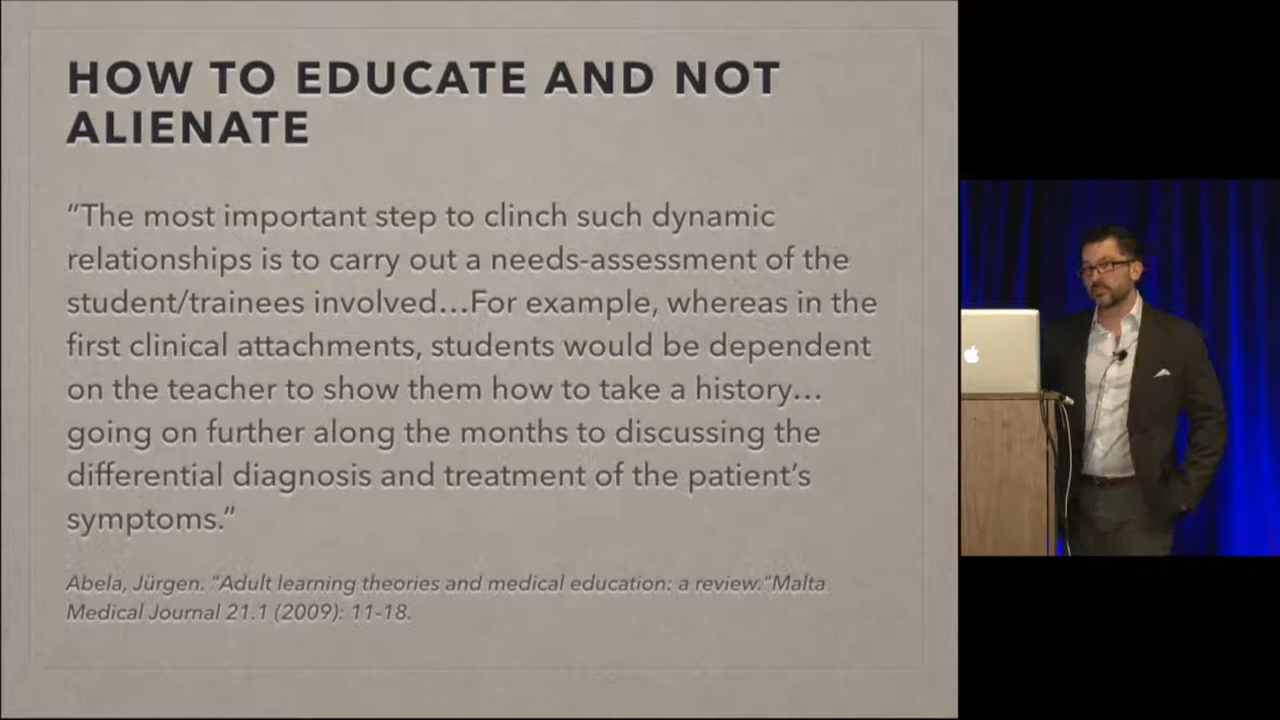 HOW TO EDUCATE AND NOT
ALIENATE
“The most important step to clinch such dynamic
relationships is to carry out a needs-assessment of the
student/trainees involved…For example, whereas in the
first clinical attachments, students would be dependent
on the teacher to show them how to take a history…
going on further along the months to discussing the
differential diagnosis and treatment of the patient’s
symptoms.”
Abela, Jürgen. "Adult learning theories and medical education: a review."Malta
Medical Journal 21.1 (2009): 11-18.